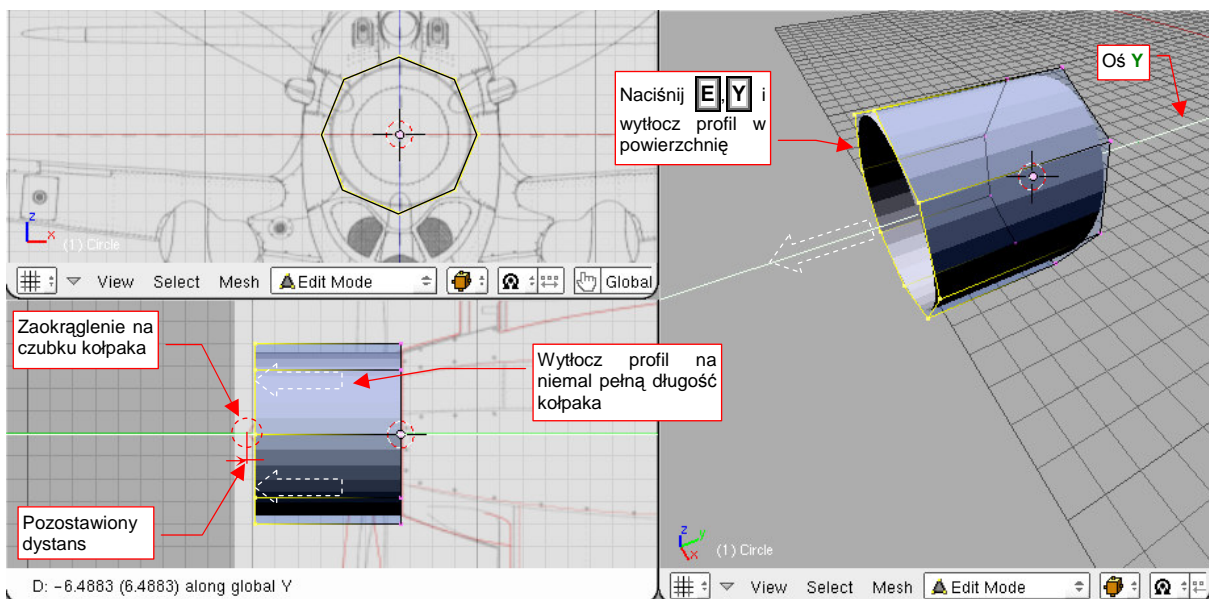 z
x
(1) Circle
View Select Mesh Edit Mode Global
Naciśnij E, Y i
wytłocz profil w
powierzchnię
Oś Y
Zaokrąglenie na
czubku kołpaka
Wytłocz profil na
niemal pełną długość
kołpaka
Pozostawiony
dystans
D: -6.4883 (6.4883) along global Y
z
y
x
(1) Circle
View Select Mesh Edit Mode